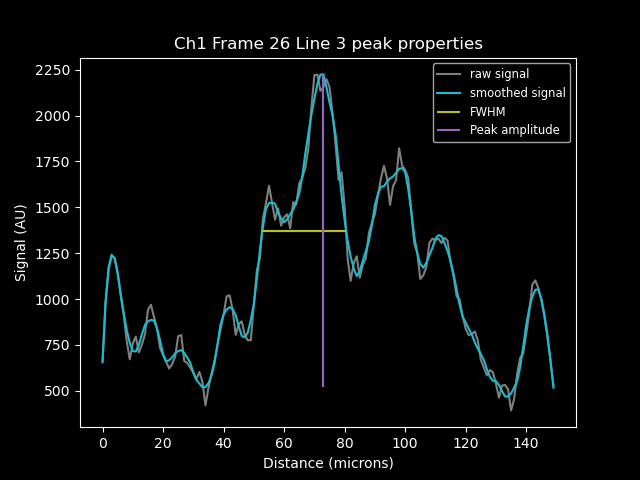 Ch1 Frame 26 Line 3 peak properties
raw signal
smoothed signal
FWHM
Peak amplitude
Signal (AU)
2250
2000
1750
1500
1250
1000
750
500
0 20 40 60 80 100 120 140
Distance (microns)